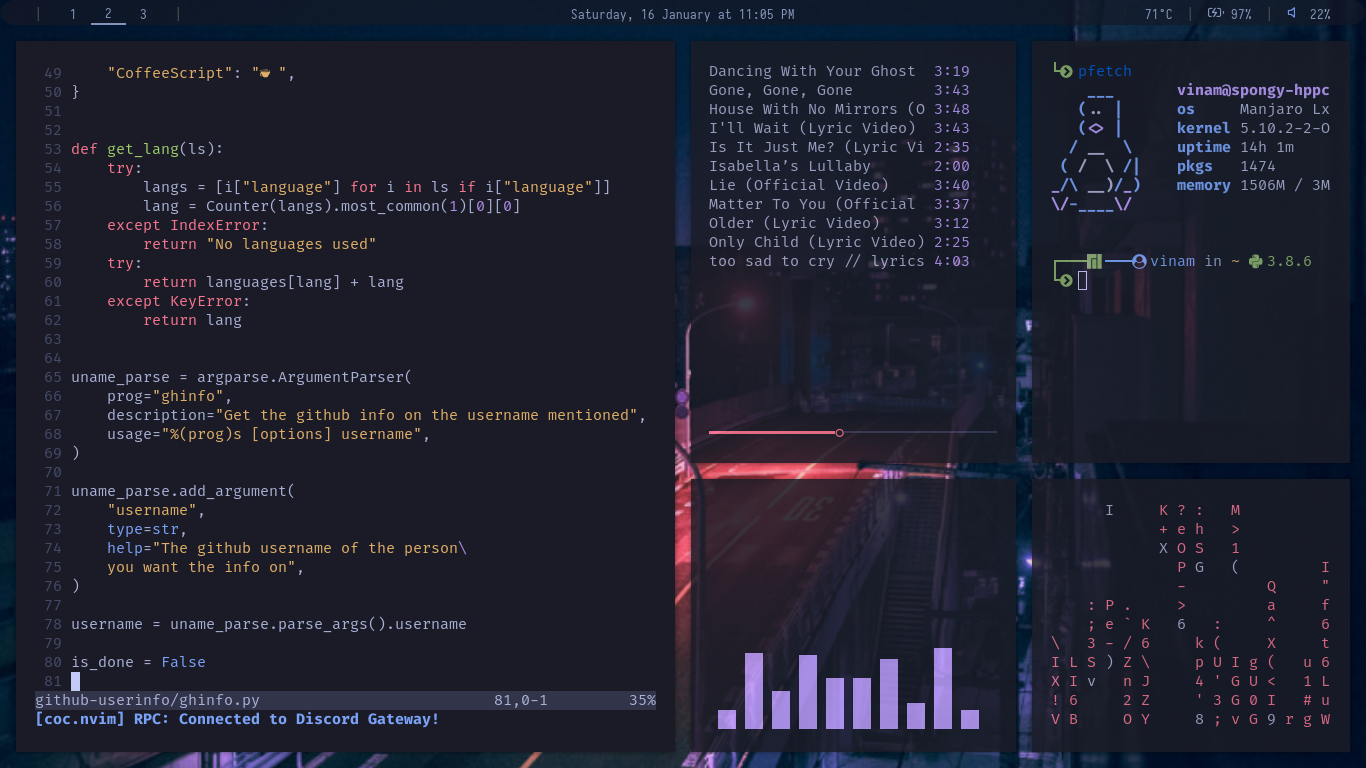 1 2 3
Saturday, 16 January at 11:05 PM
71°C | 97% | 22%
49     "CoffeeScript": "☕ ",
50 }
51
52
53 def get_lang(ls):
54     try:
55         langs = [i["language"] for i in ls if i["language"]]
56         lang = Counter(langs).most_common(1)[0][0]
57     except IndexError:
58         return "No languages used"
59     try:
60         return languages[lang] + lang
61     except KeyError:
62         return lang
63
64
65 uname_parse = argparse.ArgumentParser(
66     prog="ghinfo",
67     description="Get the github info on the username mentioned",
68     usage="%(prog)s [options] username",
69 )
70
71 uname_parse.add_argument(
72     "username",
73     type=str,
74     help="The github username of the person\
75     you want the info on",
76 )
77
78 username = uname_parse.parse_args().username
79
80 is_done = False
81
github-userinfo/ghinfo.py 81,0-1 35%
[coc.nvim] RPC: Connected to Discord Gateway!
Dancing With Your Ghost 3:19
Gone, Gone, Gone 3:43
House With No Mirrors (O 3:48
I'll Wait (Lyric Video) 3:43
Is It Just Me? (Lyric Vi 2:35
Isabella's Lullaby 2:00
Lie (Official Video) 3:40
Matter To You (Official 3:37
Older (Lyric Video) 3:12
Only Child (Lyric Video) 2:25
too sad to cry // lyrics 4:03
pfetch
    ___
   (.. |
   (<> |
  / __  \
 ( /  \ /|
_/\ __)/_)
\/-____\/
vinam@spongy-hppc
os Manjaro Lx
kernel 5.10.2-2-O
uptime 14h 1m
pkgs 1474
memory 1506M / 3M
vinam in ~ 3.8.6
I K ? : M
+ e h >
X O S 1
P G ( I
- Q "
: P . > a f
; e ` K 6 : ^ 6
\ 3 - / 6 k ( X t
I L S ) Z \ p U I g ( u 6
X I v n J 4 ' G U < 1 L
! 6 2 Z ' 3 G 0 I # u
V B O Y 8 ; v G 9 r g W